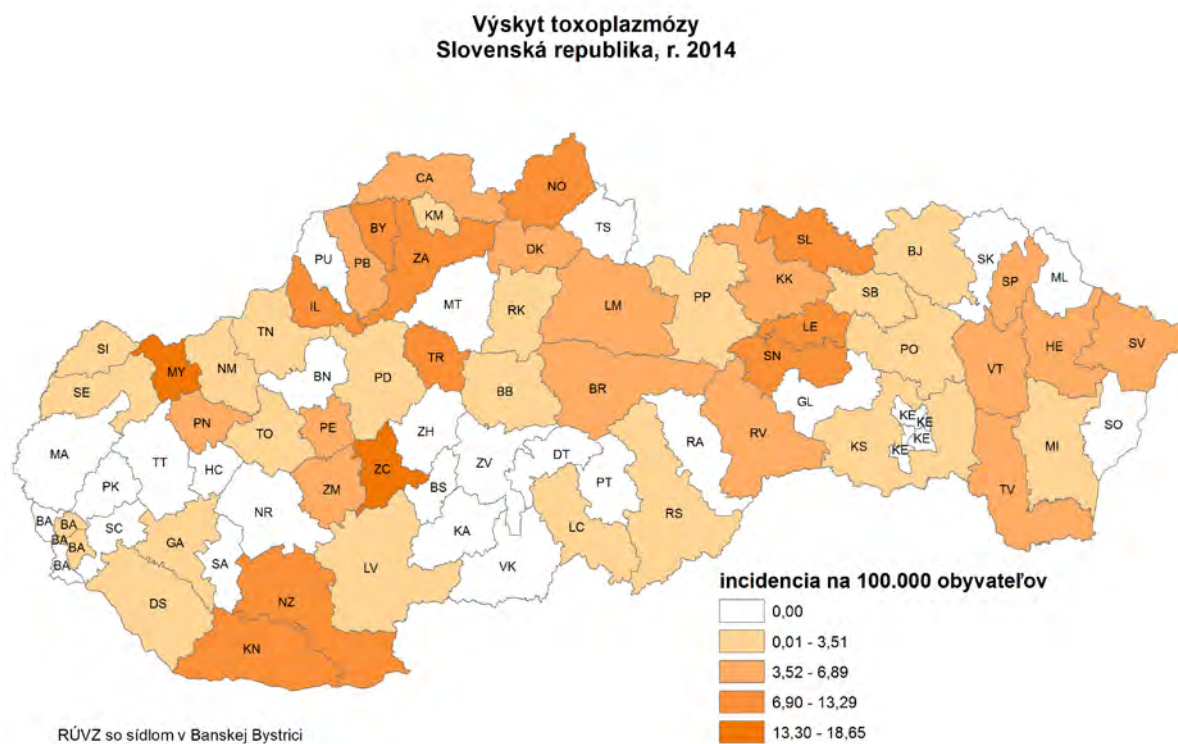 Výskyt toxoplazmózy
Slovenská republika, r. 2014
CA
NO
KM
TS
BY
PU
PB
ZA
DK
SL
BJ
SK
ML
SP
KK
SB
IL
MT
RK
LM
PP
TN
LE
PO
HE
SV
SI
MY
NM
TR
SN
VT
SE
BN
PD
BB
BR
GL
KE
KE
KE
KE
KS
MI
SO
PN
TO
PE
ZH
RA
RV
MA
TT
HC
ZC
ZV
DT
PT
PK
ZM
BS
TV
NR
RS
BA
BA
BA
BA
BA
SC
GA
SA
LV
KA
LC
VK
DS
NZ
KN
incidencia na 100.000 obyvateľov
0,00
0,01 - 3,51
3,52 - 6,89
6,90 - 13,29
13,30 - 18,65
RÚVZ so sídlom v Banskej Bystrici